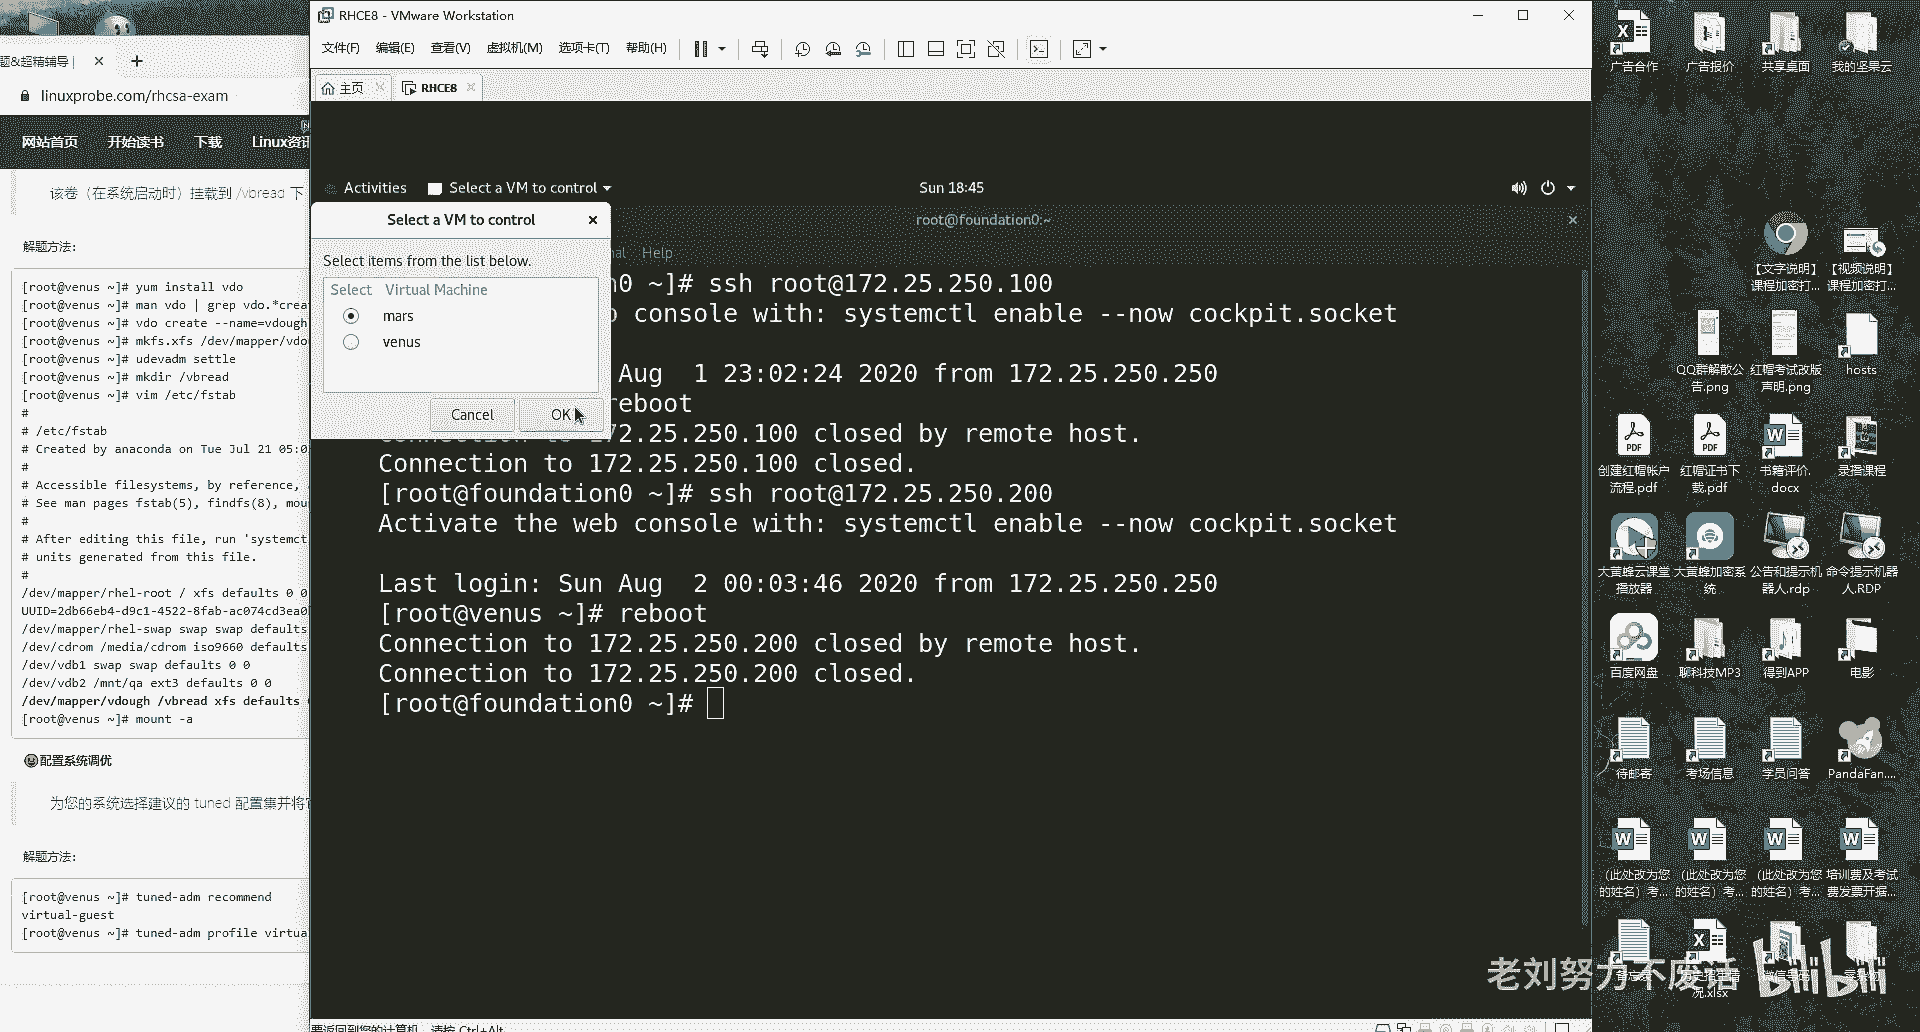 题&超精辅导 |
linuxprobe.com/rhcsa-exam
网站首页 开始读书 下载 Linux资讯
该卷（在系统启动时）挂载到 /vbread 下
解题方法:
[root@venus ~]# yum install vdo
[root@venus ~]# man vdo | grep vdo.*crea
[root@venus ~]# vdo create --name=vdough
[root@venus ~]# mkfs.xfs /dev/mapper/vdo
[root@venus ~]# udevadm settle
[root@venus ~]# mkdir /vbread
[root@venus ~]# vim /etc/fstab
#
# /etc/fstab
# Created by anaconda on Tue Jul 21 05:0
#
# Accessible filesystems, by reference,
# See man pages fstab(5), findfs(8), mou
#
# After editing this file, run 'systemct
# units generated from this file.
#
/dev/mapper/rhel-root / xfs defaults 0 0
UUID=2db66eb4-d9c1-4522-8fab-ac074cd3ea0
/dev/mapper/rhel-swap swap swap defaults
/dev/cdrom /media/cdrom iso9660 defaults
/dev/vdb1 swap swap defaults 0 0
/dev/vdb2 /mnt/qa ext3 defaults 0 0
/dev/mapper/vdough /vbread xfs defaults
[root@venus ~]# mount -a
配置系统调优
为您的系统选择建议的 tuned 配置集并将
解题方法:
[root@venus ~]# tuned-adm recommend
virtual-guest
[root@venus ~]# tuned-adm profile virtua
RHCE8 - VMware Workstation
文件(F) 编辑(E) 查看(V) 虚拟机(M) 选项卡(T) 帮助(H)
主页 RHCE8
Activities Select a VM to control Sun 18:45
root@foundation0:~
nal Help
Select a VM to control
Select items from the list below.
Select Virtual Machine
mars
venus
Cancel OK
n0 ~]# ssh root@172.25.250.100
console with: systemctl enable --now cockpit.socket
Aug 1 23:02:24 2020 from 172.25.250.250
reboot
172.25.250.100 closed by remote host.
Connection to 172.25.250.100 closed.
[root@foundation0 ~]# ssh root@172.25.250.200
Activate the web console with: systemctl enable --now cockpit.socket
Last login: Sun Aug 2 00:03:46 2020 from 172.25.250.250
[root@venus ~]# reboot
Connection to 172.25.250.200 closed by remote host.
Connection to 172.25.250.200 closed.
[root@foundation0 ~]#
要返回到您的计算机，请按 Ctrl+Alt
广告合作 广告报价 共享桌面 我的坚果云
【文字说明】课程加密打... 【视频说明】课程加密打...
QQ群解散公告.png 红帽考试改版声明.png hosts
创建红帽帐户流程.pdf 红帽证书下载.pdf 书籍评价.docx 录播课程
大黄蜂云课堂播放器 大黄蜂加密系统 公告和提示机器人.rdp 命令提示机器人.RDP
百度网盘 聊科技MP3 得到APP 电影
待邮寄 考场信息 学员问答 PandaFan....
（此处改为您的姓名）考... （此处改为您的姓名）考... （此处改为您的姓名）考... 培训费及考试费发票开据...
老刘努力不废话 bilibili
况.xlsx